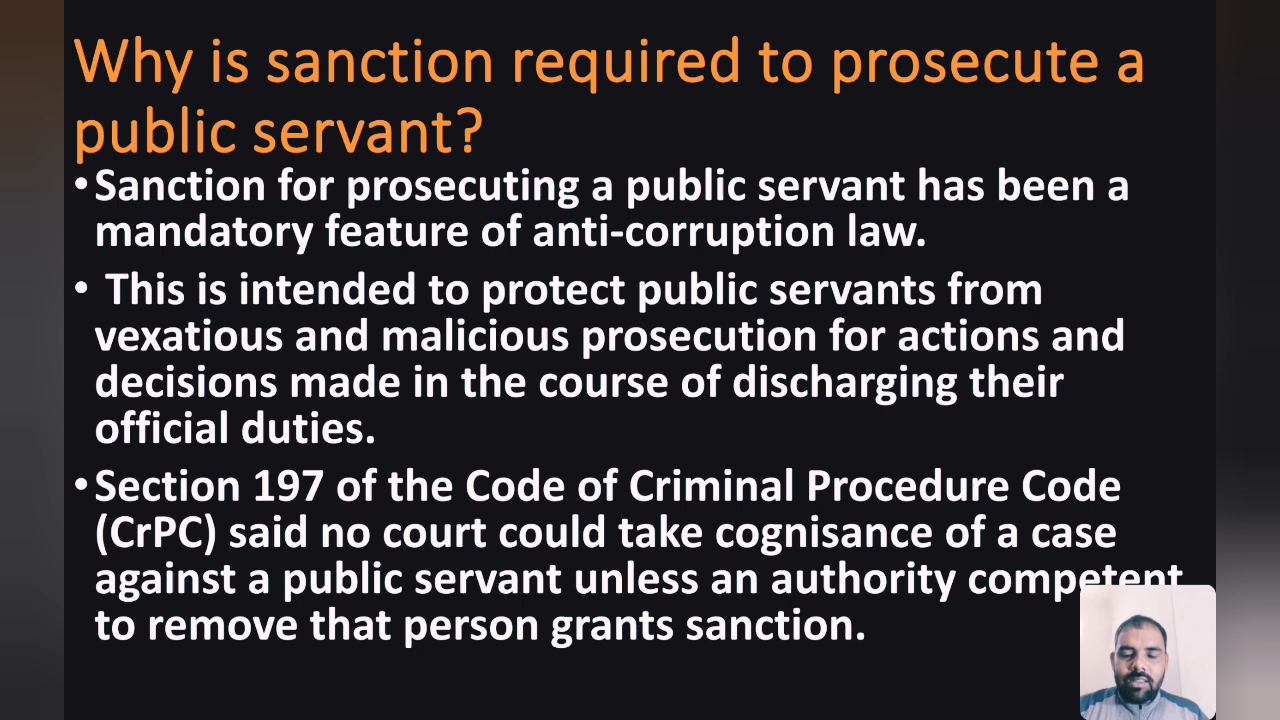 Why is sanction required to prosecute a
public servant?
•Sanction for prosecuting a public servant has been a
mandatory feature of anti-corruption law.
• This is intended to protect public servants from
vexatious and malicious prosecution for actions and
decisions made in the course of discharging their
official duties.
•Section 197 of the Code of Criminal Procedure Code
(CrPC) said no court could take cognisance of a case
against a public servant unless an authority competent
to remove that person grants sanction.